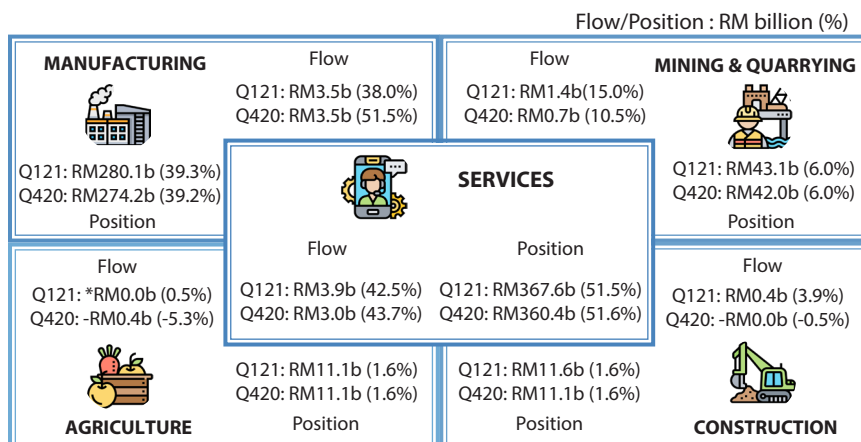 Flow/Position : RM billion (%)
MANUFACTURING
Flow
Q121: RM3.5b (38.0%)
Q420: RM3.5b (51.5%)
Q121: RM280.1b (39.3%)
Q420: RM274.2b (39.2%)
Position
Flow
MINING & QUARRYING
Q121: RM1.4b(15.0%)
Q420: RM0.7b (10.5%)
Q121: RM43.1b (6.0%)
Q420: RM42.0b (6.0%)
Position
SERVICES
Flow
Q121: RM3.9b (42.5%)
Q420: RM3.0b (43.7%)
Position
Q121: RM367.6b (51.5%)
Q420: RM360.4b (51.6%)
Flow
Q121: *RM0.0b (0.5%)
Q420: -RM0.4b (-5.3%)
Q121: RM11.1b (1.6%)
Q420: RM11.1b (1.6%)
Position
AGRICULTURE
Flow
Q121: RM0.4b (3.9%)
Q420: -RM0.0b (-0.5%)
Q121: RM11.6b (1.6%)
Q420: RM11.1b (1.6%)
Position
CONSTRUCTION